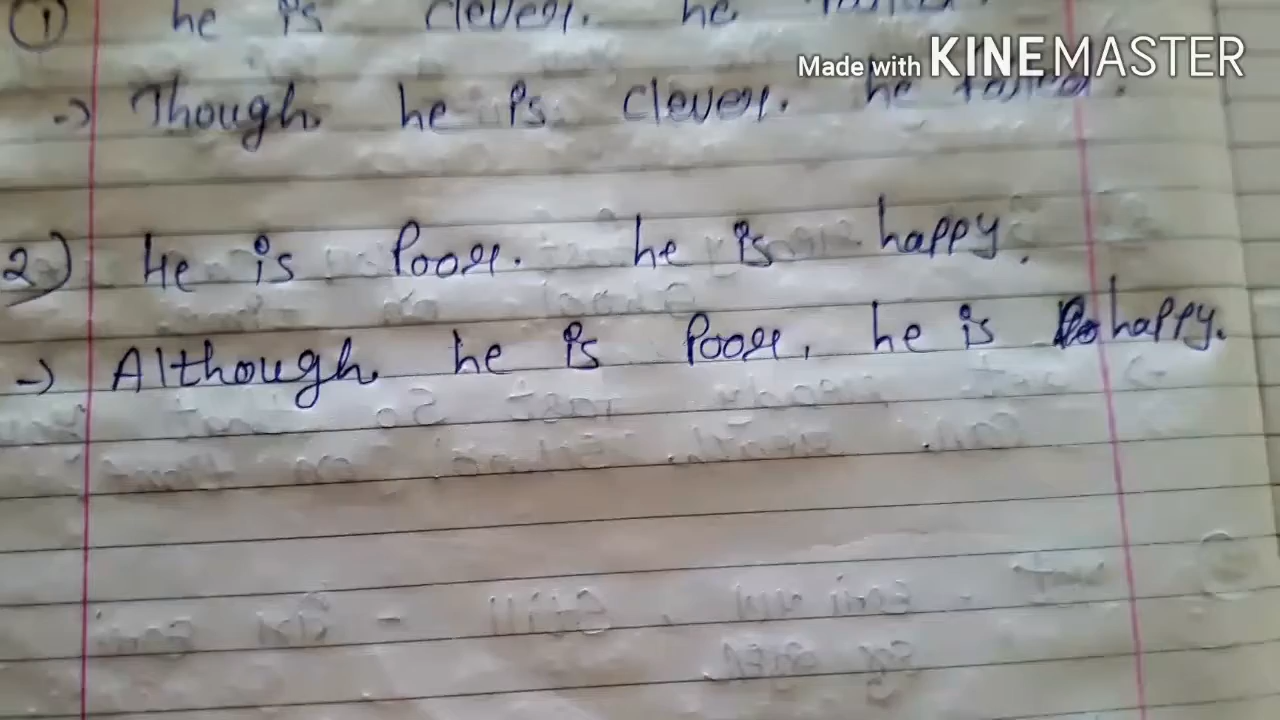 ① he is clever. he
Made with KINEMASTER
-> Though he is clever. he failed.
2) He is Poor. he is happy.
-> Although he is Poor, he is happy.